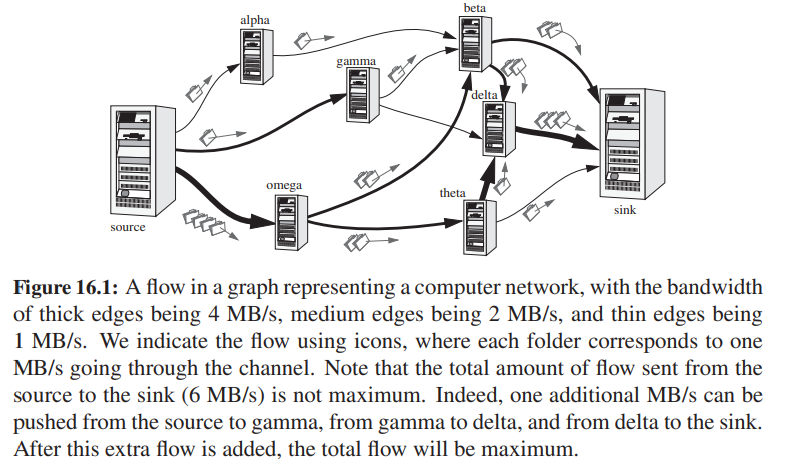 beta
alpha
gamma
delta
omega
theta
sink
source
Figure 16.1: A flow in a graph representing a computer network, with the bandwidth
of thick edges being 4 MB/s, medium edges being 2 MB/s, and thin edges being
1 MB/s. We indicate the flow using icons, where each folder corresponds to one
MB/s going through the channel. Note that the total amount of flow sent from the
source to the sink (6 MB/s) is not maximum. Indeed, one additional MB/s can be
pushed from the source to gamma, from gamma to delta, and from delta to the sink.
After this extra flow is added, the total flow will be maximum.